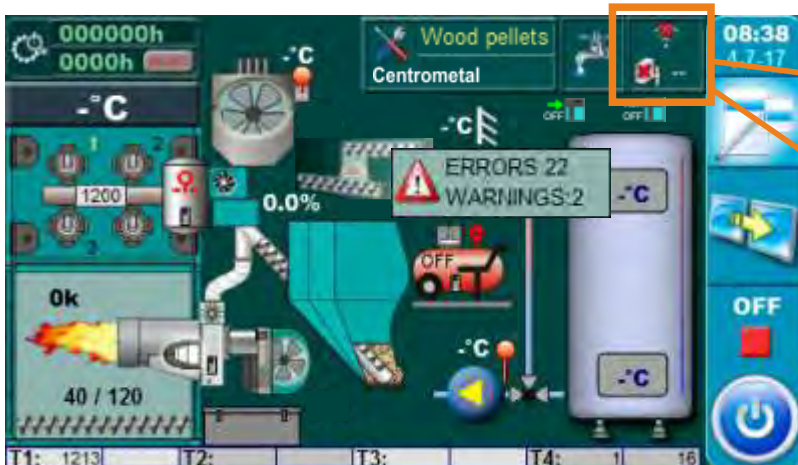 000000h
0000h
-°C
-°C
Wood pellets
Centrometal
--
08:38
4.7-17
1 2
1200
3
0.0%
-°C
OFF
OFF
ERRORS 22
WARNINGS:2
-°C
OFF
Ok
40 / 120
-°C
-°C
OFF
T1: 1213
T2:
T3:
T4: 1 16